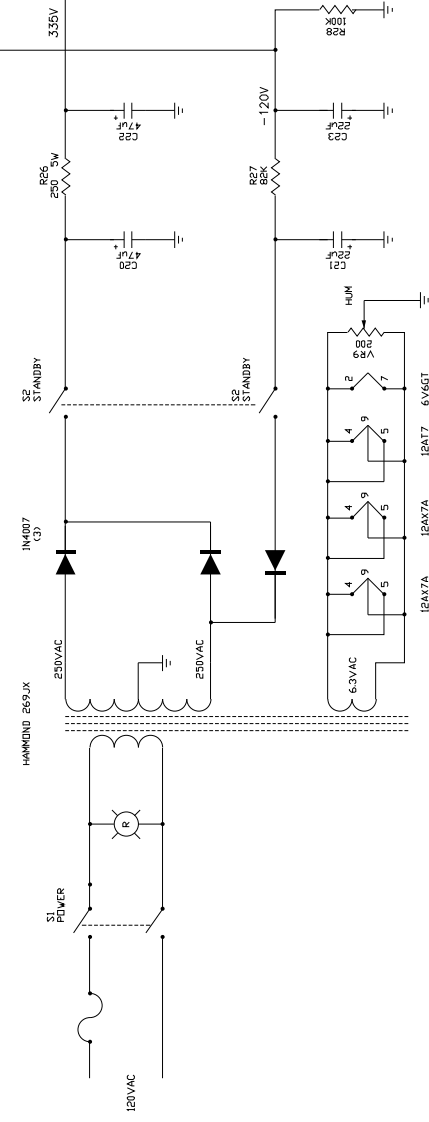 335V
R28
100K
-120V
C22
47uF
C23
22uF
R26
250 5W
R27
82K
C20
47uF
C21
22uF
HUM
VR9
200
S2
STANDBY
S2
STANDBY
2
7
6V6GT
4
9
5
12AT7
1N4007
(3)
4
9
5
12AX7A
4
9
5
12AX7A
250VAC
250VAC
6.3VAC
HAMMOND 269JX
R
S1
POWER
120VAC
+
+
+
+